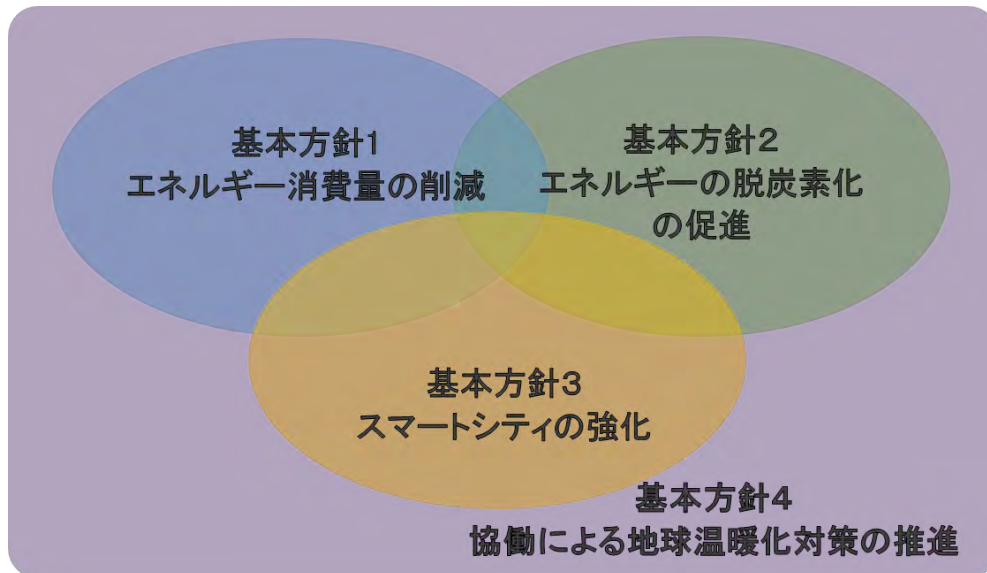 基本方針1
エネルギー消費量の削減
基本方針2
エネルギーの脱炭素化
の促進
基本方針3
スマートシティの強化
基本方針4
協働による地球温暖化対策の推進